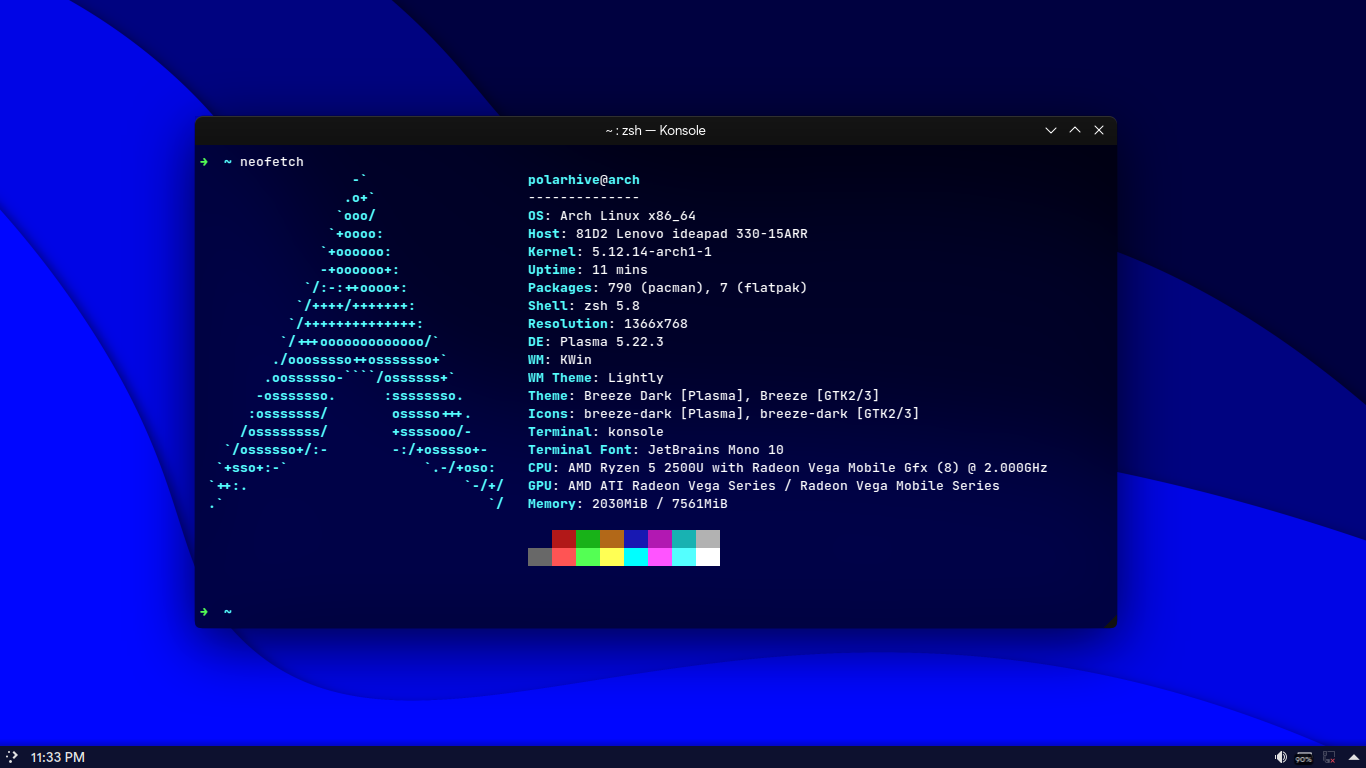 ~ : zsh — Konsole
➜ ~ neofetch
-`
.o+`
`ooo/
`+oooo:
`+oooooo:
-+oooooo+:
`/:-:++oooo+:
`/++++/+++++++:
`/++++++++++++++:
`/+++ooooooooooooo/`
./ooosssso++osssssso+`
.oossssso-````/ossssss+`
-osssssso. :ssssssso.
:osssssss/ osssso+++.
/ossssssss/ +ssssooo/-
`/ossssso+/:- -:/+osssso+-
`+sso+:-` `.-/+oso:
`++:. `-/+/
.` `/
polarhive@arch
--------------
OS: Arch Linux x86_64
Host: 81D2 Lenovo ideapad 330-15ARR
Kernel: 5.12.14-arch1-1
Uptime: 11 mins
Packages: 790 (pacman), 7 (flatpak)
Shell: zsh 5.8
Resolution: 1366x768
DE: Plasma 5.22.3
WM: KWin
WM Theme: Lightly
Theme: Breeze Dark [Plasma], Breeze [GTK2/3]
Icons: breeze-dark [Plasma], breeze-dark [GTK2/3]
Terminal: konsole
Terminal Font: JetBrains Mono 10
CPU: AMD Ryzen 5 2500U with Radeon Vega Mobile Gfx (8) @ 2.000GHz
GPU: AMD ATI Radeon Vega Series / Radeon Vega Mobile Series
Memory: 2030MiB / 7561MiB
➜ ~
11:33 PM
90%